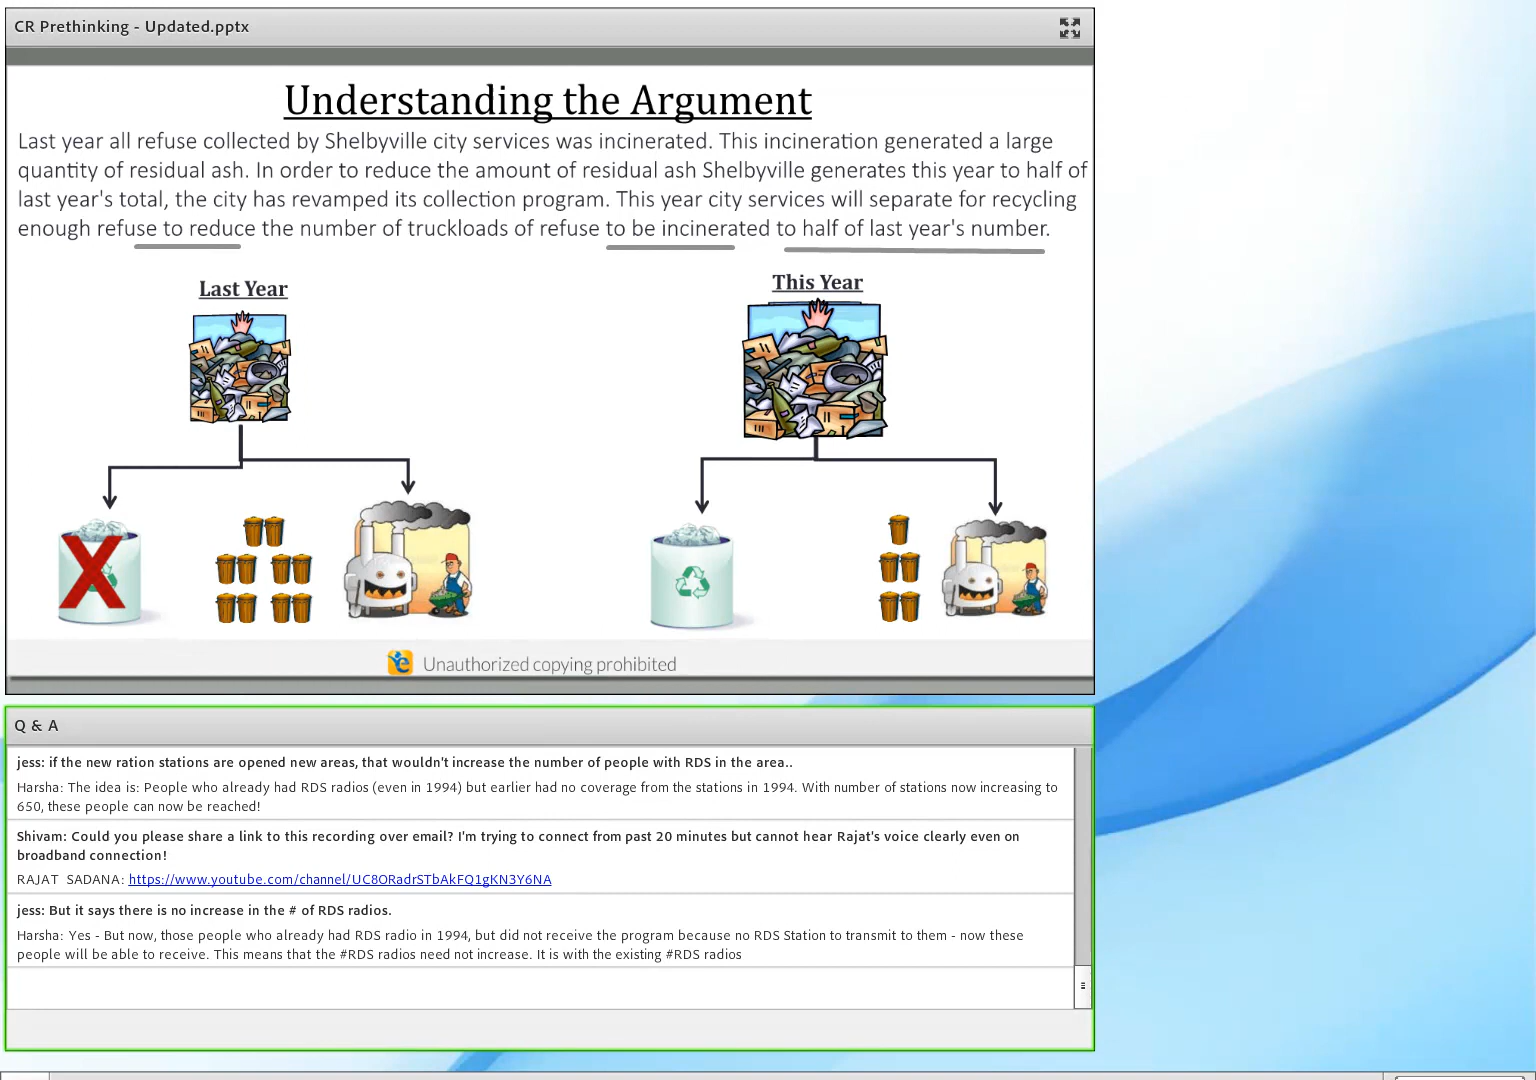 CR Prethinking - Updated.pptx
Understanding the Argument
Last year all refuse collected by Shelbyville city services was incinerated. This incineration generated a large
quantity of residual ash. In order to reduce the amount of residual ash Shelbyville generates this year to half of
last year's total, the city has revamped its collection program. This year city services will separate for recycling
enough refuse to reduce the number of truckloads of refuse to be incinerated to half of last year's number.
Last Year
This Year
X
Unauthorized copying prohibited
Q & A
jess: if the new ration stations are opened new areas, that wouldn't increase the number of people with RDS in the area..
Harsha: The idea is: People who already had RDS radios (even in 1994) but earlier had no coverage from the stations in 1994. With number of stations now increasing to
650, these people can now be reached!
Shivam: Could you please share a link to this recording over email? I'm trying to connect from past 20 minutes but cannot hear Rajat's voice clearly even on
broadband connection!
RAJAT SADANA: https://www.youtube.com/channel/UC8ORadrSTbAkFQ1gKN3Y6NA
jess: But it says there is no increase in the # of RDS radios.
Harsha: Yes - But now, those people who already had RDS radio in 1994, but did not receive the program because no RDS Station to transmit to them - now these
people will be able to receive. This means that the #RDS radios need not increase. It is with the existing #RDS radios